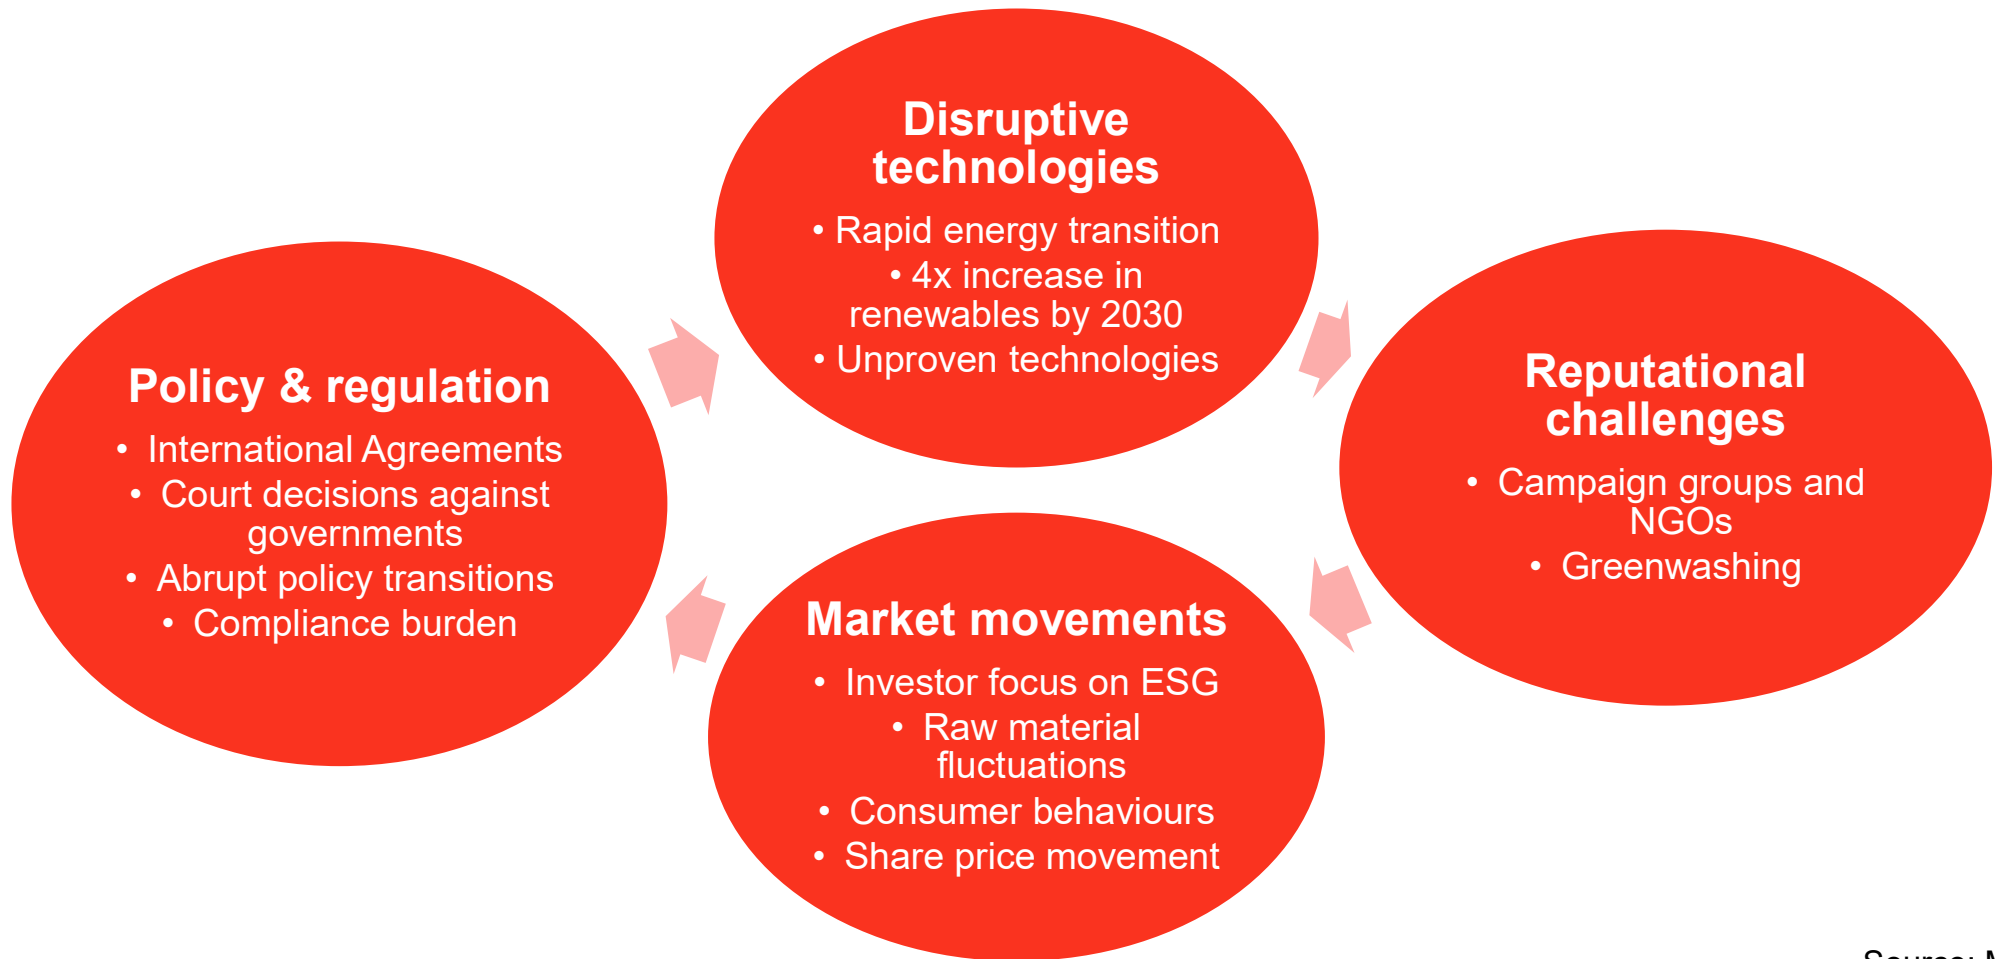 Disruptive
technologies
• Rapid energy transition
• 4x increase in
renewables by 2030
• Unproven technologies
Policy & regulation
• International Agreements
• Court decisions against
governments
• Abrupt policy transitions
• Compliance burden
Reputational
challenges
• Campaign groups and
NGOs
• Greenwashing
Market movements
• Investor focus on ESG
• Raw material
fluctuations
• Consumer behaviours
• Share price movement
Source: